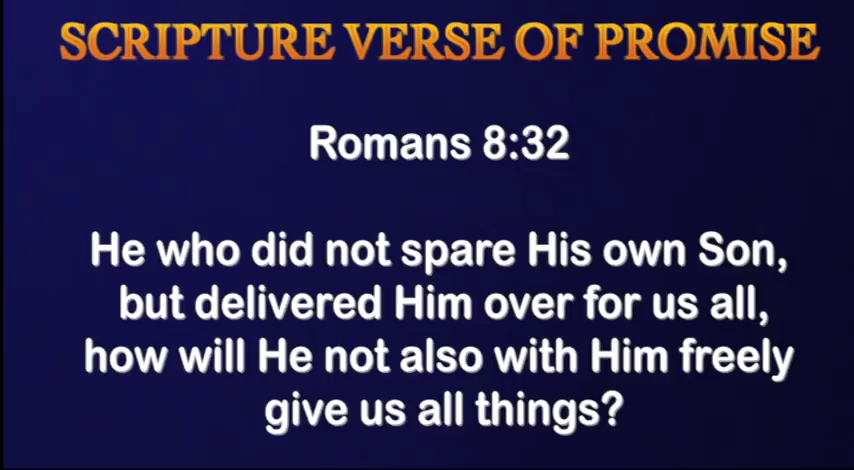 SCRIPTURE VERSE OF PROMISE
Romans 8:32
He who did not spare His own Son,
but delivered Him over for us all,
how will He not also with Him freely
give us all things?